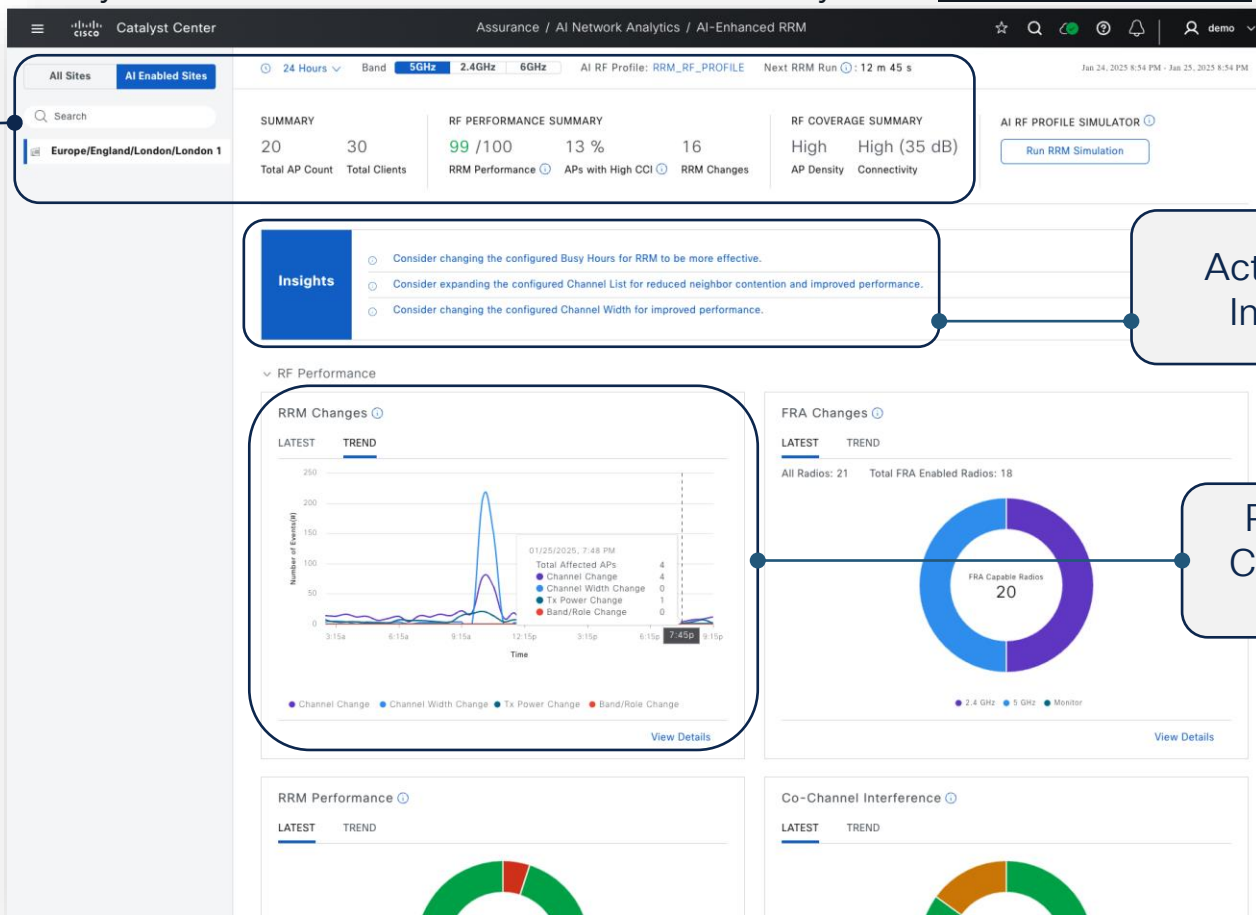 cisco
Catalyst Center
Assurance / AI Network Analytics / AI-Enhanced RRM
demo
All Sites
AI Enabled Sites
24 Hours
Band
5GHz
2.4GHz
6GHz
AI RF Profile: RRM_RF_PROFILE
Next RRM Run : 12 m 45 s
Jan 24, 2025 8:54 PM - Jan 25, 2025 8:54 PM
Search
Europe/England/London/London 1
SUMMARY
20
30
Total AP Count
Total Clients
RF PERFORMANCE SUMMARY
99 /100
13 %
16
RRM Performance
APs with High CCI
RRM Changes
RF COVERAGE SUMMARY
High
High (35 dB)
AP Density
Connectivity
AI RF PROFILE SIMULATOR
Run RRM Simulation
Insights
Consider changing the configured Busy Hours for RRM to be more effective.
Consider expanding the configured Channel List for reduced neighbor contention and improved performance.
Consider changing the configured Channel Width for improved performance.
Act
In
RF Performance
RRM Changes
LATEST
TREND
250
200
150
100
50
0
Number of Events(#)
3:15a
6:15a
9:15a
12:15p
3:15p
6:15p
7:45p
9:15p
Time
01/25/2025, 7:48 PM
Total Affected APs 4
Channel Change 4
Channel Width Change 0
Tx Power Change 1
Band/Role Change 0
Channel Change
Channel Width Change
Tx Power Change
Band/Role Change
View Details
FRA Changes
LATEST
TREND
All Radios: 21
Total FRA Enabled Radios: 18
FRA Capable Radios
20
2.4 GHz
5 GHz
Monitor
View Details
C
RRM Performance
LATEST
TREND
Co-Channel Interference
LATEST
TREND